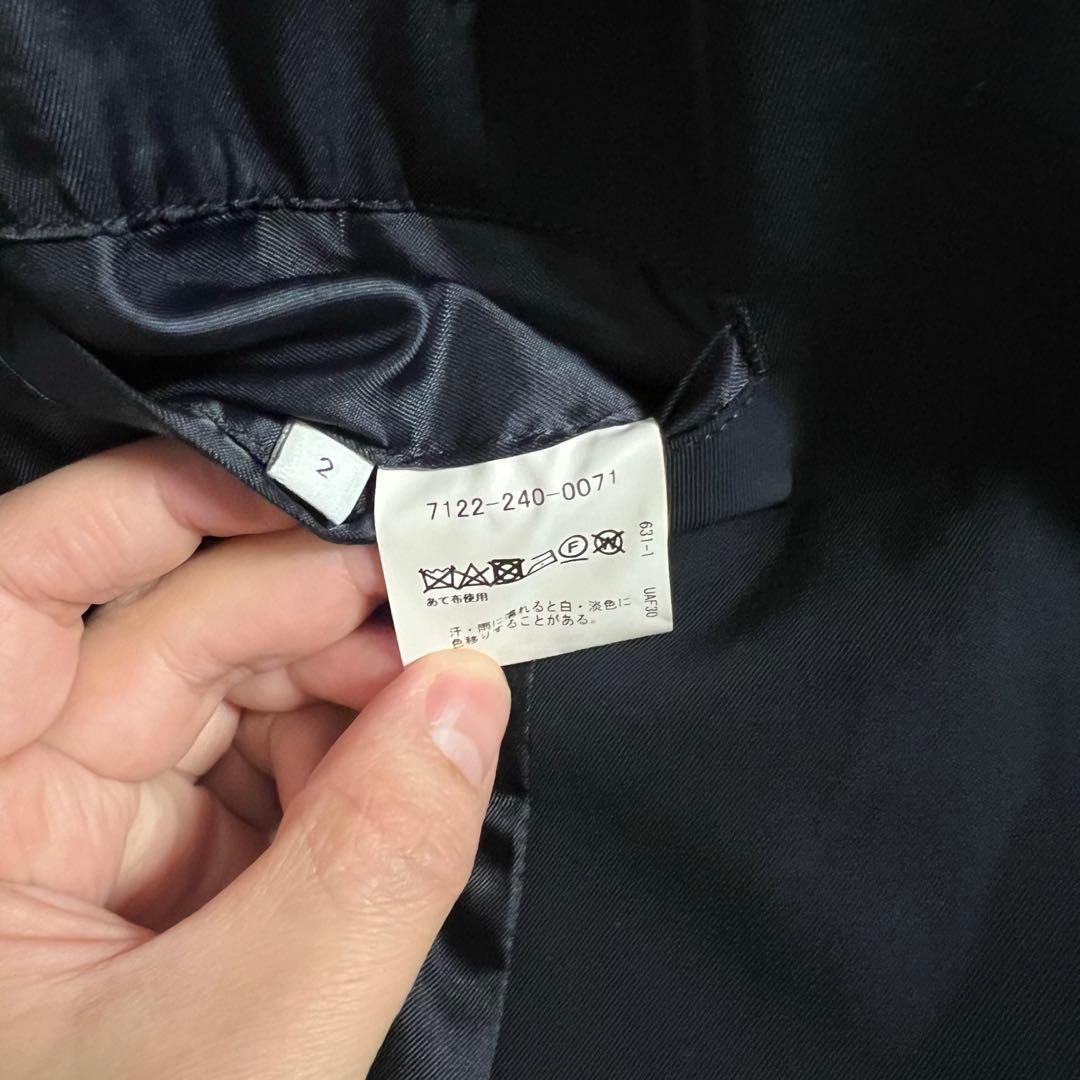 2
7122-240-0071
F W
あて布使用
汗・雨に濡れると白・淡色に
色移りすることがある。
631-1 UAF30